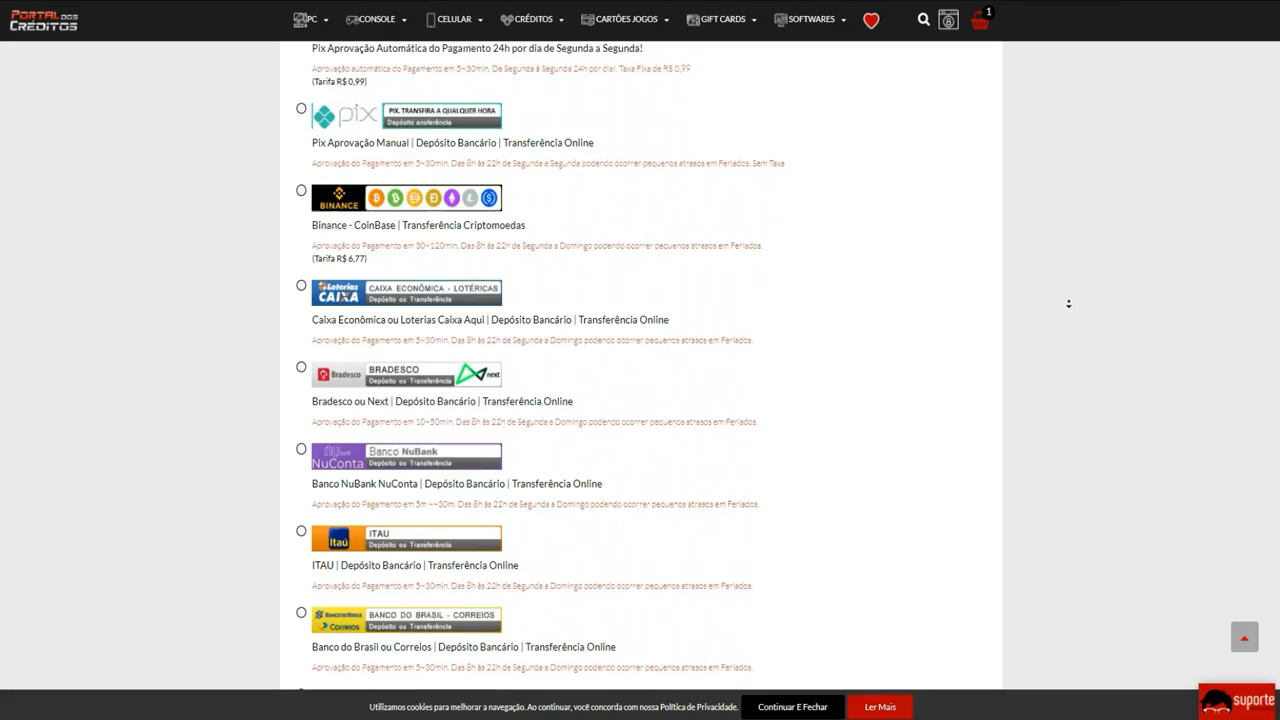 PORTAL DOS CRÉDITOS
PC
CONSOLE
CELULAR
CRÉDITOS
CARTÕES JOGOS
GIFT CARDS
SOFTWARES
1
Pix Aprovação Automática do Pagamento 24h por dia de Segunda a Segunda!
Aprovação automática do Pagamento em 5~30min. De Segunda à Segunda 24h por dia!. Taxa Fixa de R$ 0,99
(Tarifa R$ 0,99)
pix PIX. TRANSFIRA A QUALQUER HORA
Pix Aprovação Manual | Depósito Bancário | Transferência Online
Aprovação do Pagamento em 5~30min. Das 8h às 22h de Segunda a Segunda podendo ocorrer pequenos atrasos em Feriados. Sem Taxa
BINANCE
Binance - CoinBase | Transferência Criptomoedas
Aprovação do Pagamento em 30~120min. Das 8h às 22h de Segunda a Domingo podendo ocorrer pequenos atrasos em Feriados.
(Tarifa R$ 6,77)
Loterias CAIXA CAIXA ECONÔMICA - LOTÉRICAS
Depósito ou Transferência
Caixa Econômica ou Loterias Caixa Aqui | Depósito Bancário | Transferência Online
Aprovação do Pagamento em 5~30min. Das 8h às 22h de Segunda a Domingo podendo ocorrer pequenos atrasos em Feriados.
Bradesco BRADESCO next
Depósito ou Transferência
Bradesco ou Next | Depósito Bancário | Transferência Online
Aprovação do Pagamento em 10~50min. Das 8h às 22h de Segunda a Domingo podendo ocorrer pequenos atrasos em Feriados.
NuConta Banco NuBank
Depósito ou Transferência
Banco NuBank NuConta | Depósito Bancário | Transferência Online
Aprovação do Pagamento em 5m ~~30m. Das 8h às 22h de Segunda a Domingo podendo ocorrer pequenos atrasos em Feriados.
Itaú ITAU
Depósito ou Transferência
ITAU | Depósito Bancário | Transferência Online
Aprovação do Pagamento em 5~30min. Das 8h às 22h de Segunda a Domingo podendo ocorrer pequenos atrasos em Feriados.
Correios BANCO DO BRASIL - CORREIOS
Depósito ou Transferência
Banco do Brasil ou Correios | Depósito Bancário | Transferência Online
Aprovação do Pagamento em 5~30min. Das 8h às 22h de Segunda a Domingo podendo ocorrer pequenos atrasos em Feriados.
Utilizamos cookies para melhorar a navegação. Ao continuar, você concorda com nossa Política de Privacidade.
Continuar E Fechar
Ler Mais
suporte